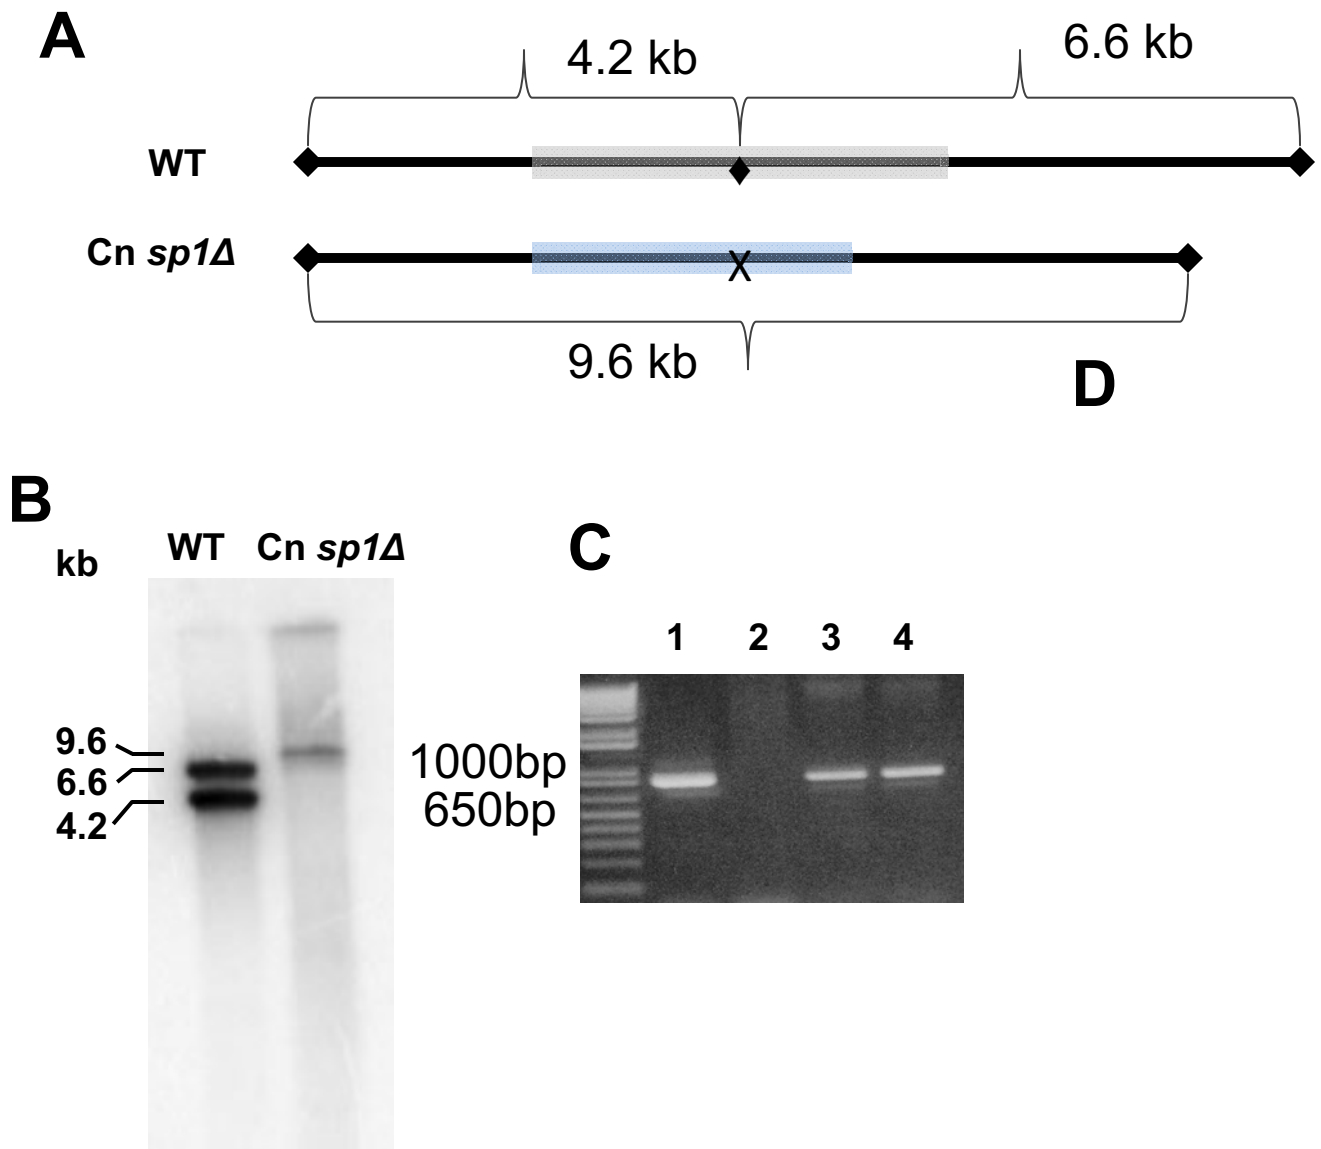 A
4.2 kb
6.6 kb
WT
Cn sp1Δ
X
9.6 kb
D
B
kb
WT
Cn sp1Δ
9.6
6.6
4.2
C
1
2
3
4
1000bp
650bp